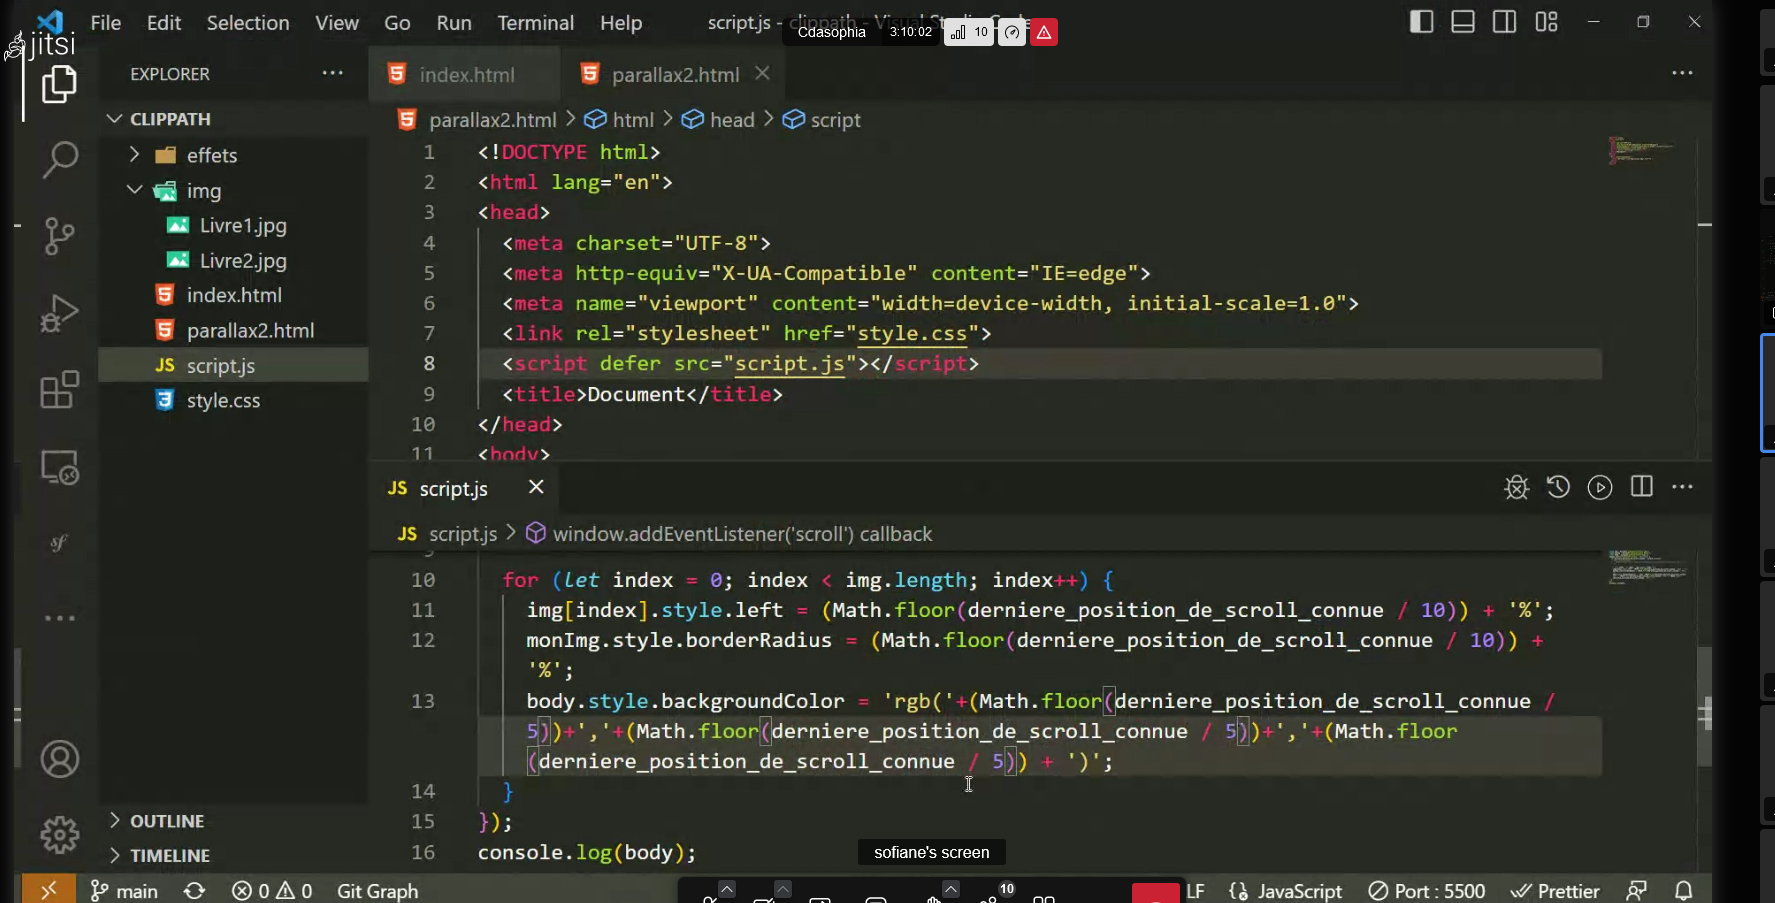 File Edit Selection View Go Run Terminal Help
script.js - clippath - Visual Studio Code
Cdasophia 3:10:02 10
jitsi
EXPLORER
index.html
parallax2.html
CLIPPATH
parallax2.html > html > head > script
effets
img
Livre1.jpg
Livre2.jpg
index.html
parallax2.html
JS script.js
style.css
1 <!DOCTYPE html>
2 <html lang="en">
3 <head>
4 <meta charset="UTF-8">
5 <meta http-equiv="X-UA-Compatible" content="IE=edge">
6 <meta name="viewport" content="width=device-width, initial-scale=1.0">
7 <link rel="stylesheet" href="style.css">
8 <script defer src="script.js"></script>
9 <title>Document</title>
10 </head>
11 <body>
JS script.js
JS script.js > window.addEventListener('scroll') callback
10 for (let index = 0; index < img.length; index++) {
11 img[index].style.left = (Math.floor(derniere_position_de_scroll_connue / 10)) + '%';
12 monImg.style.borderRadius = (Math.floor(derniere_position_de_scroll_connue / 10)) +
'%';
13 body.style.backgroundColor = 'rgb('+(Math.floor(derniere_position_de_scroll_connue /
5))+','+(Math.floor(derniere_position_de_scroll_connue / 5))+','+(Math.floor
(derniere_position_de_scroll_connue / 5)) + ')';
14 }
15 });
16 console.log(body);
OUTLINE
TIMELINE
sofiane's screen
main 0 0 Git Graph
10
LF {} JavaScript Port : 5500 Prettier